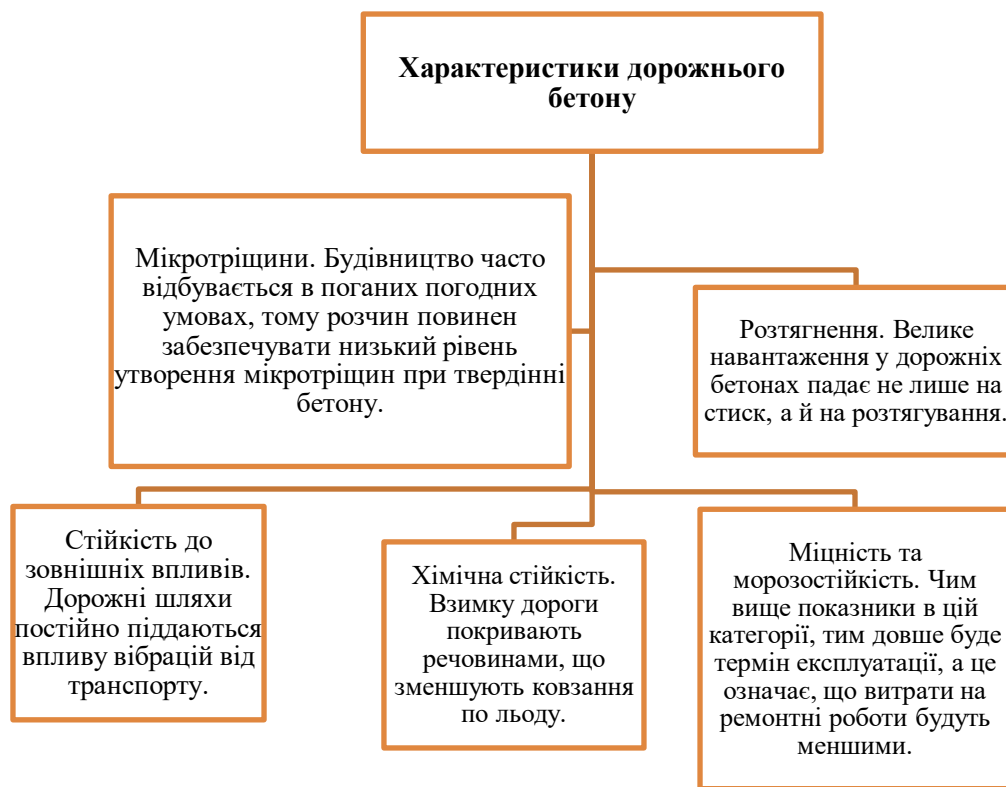 Характеристики дорожнього
бетону
Мікротріщини. Будівництво часто
відбувається в поганих погодних
умовах, тому розчин повинен
забезпечувати низький рівень
утворення мікротріщин при твердінні
бетону.
Розтягнення. Велике
навантаження у дорожніх
бетонах падає не лише на
стиск, а й на розтягування.
Стійкість до
зовнішніх впливів.
Дорожні шляхи
постійно піддаються
впливу вібрацій від
транспорту.
Хімічна стійкість.
Взимку дороги
покривають
речовинами, що
зменшують ковзання
по льоду.
Міцність та
морозостійкість. Чим
вище показники в цій
категорії, тим довше буде
термін експлуатації, а це
означає, що витрати на
ремонтні роботи будуть
меншими.